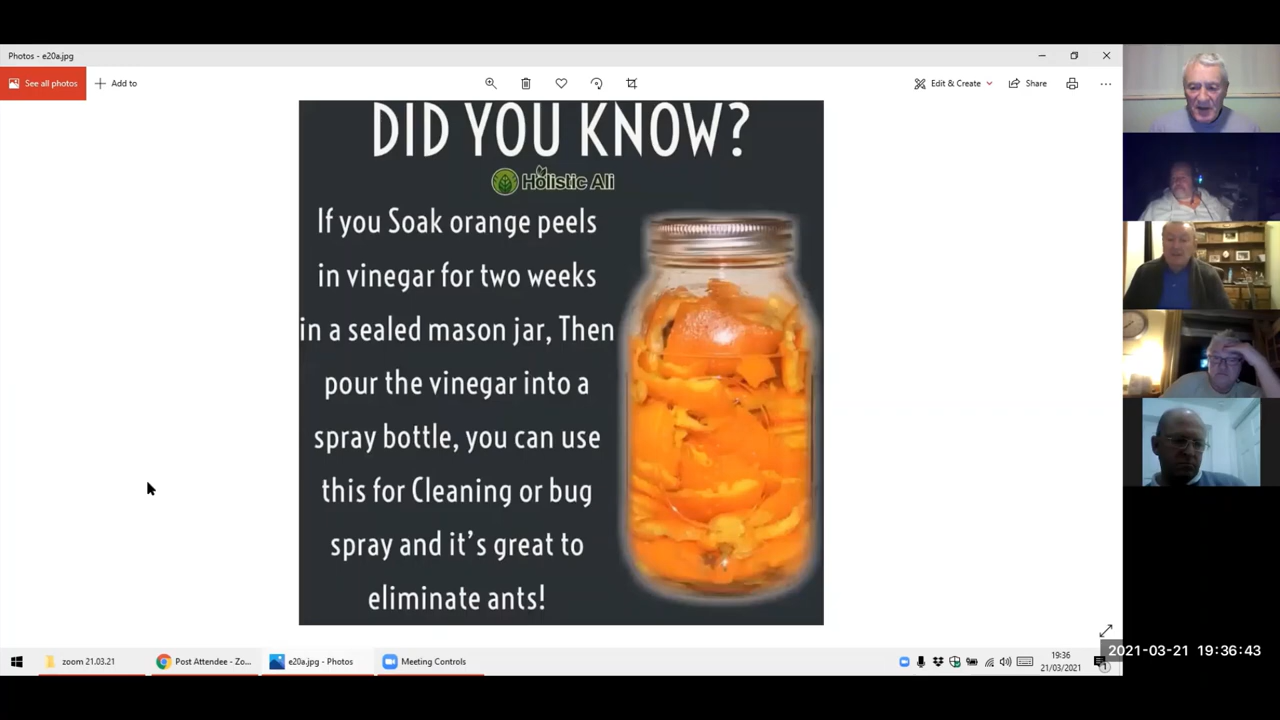 Photos - e20a.jpg
See all photos
Add to
Edit & Create
Share
DID YOU KNOW?
Holistic Ali
If you Soak orange peels
in vinegar for two weeks
in a sealed mason jar, Then
pour the vinegar into a
spray bottle, you can use
this for Cleaning or bug
spray and it's great to
eliminate ants!
zoom 21.03.21
Post Attendee - Zo...
e20a.jpg - Photos
Meeting Controls
19:36
21/03/2021
1
2021-03-21 19:36:43